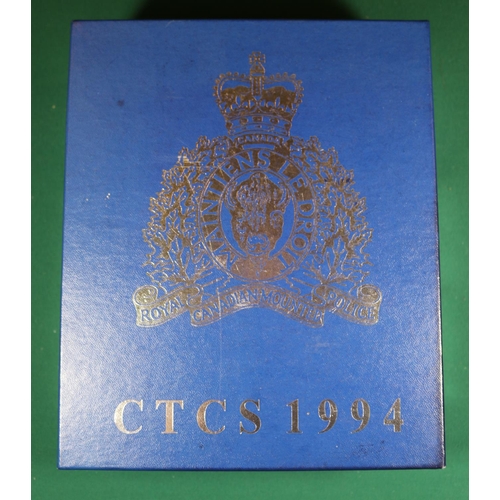 CANADA
MAINTIENS LE DROIT
ROYAL CANADIAN MOUNTED POLICE
CTCS 1994